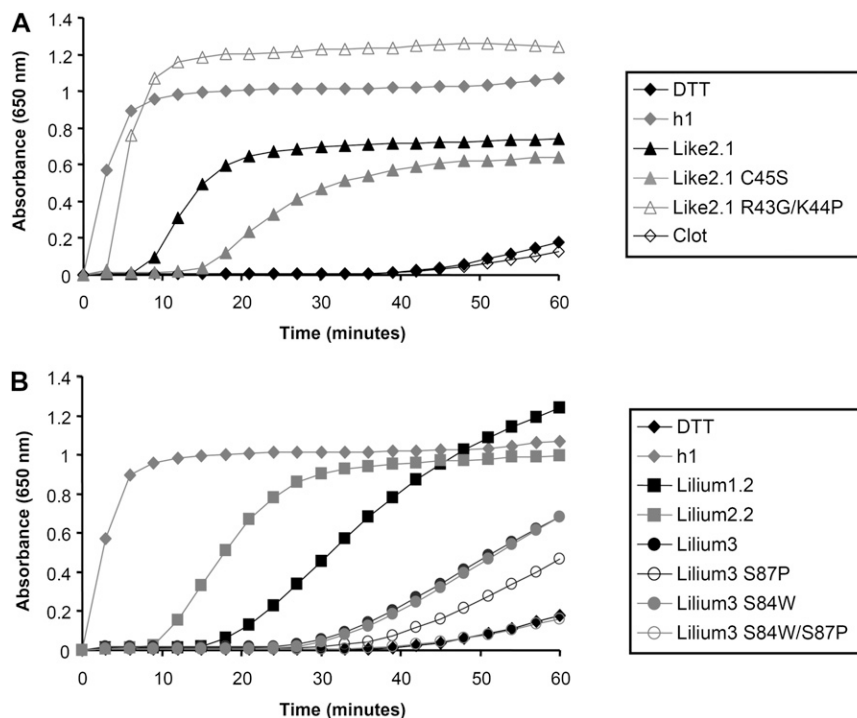 A
Absorbance (650 nm)
1.4
1.2
1
0.8
0.6
0.4
0.2
0
0 10 20 30 40 50 60
Time (minutes)
DTT
h1
Like2.1
Like2.1 C45S
Like2.1 R43G/K44P
Clot
B
Absorbance (650 nm)
1.4
1.2
1
0.8
0.6
0.4
0.2
0
0 10 20 30 40 50 60
Time (minutes)
DTT
h1
Lilium1.2
Lilium2.2
Lilium3
Lilium3 S87P
Lilium3 S84W
Lilium3 S84W/S87P